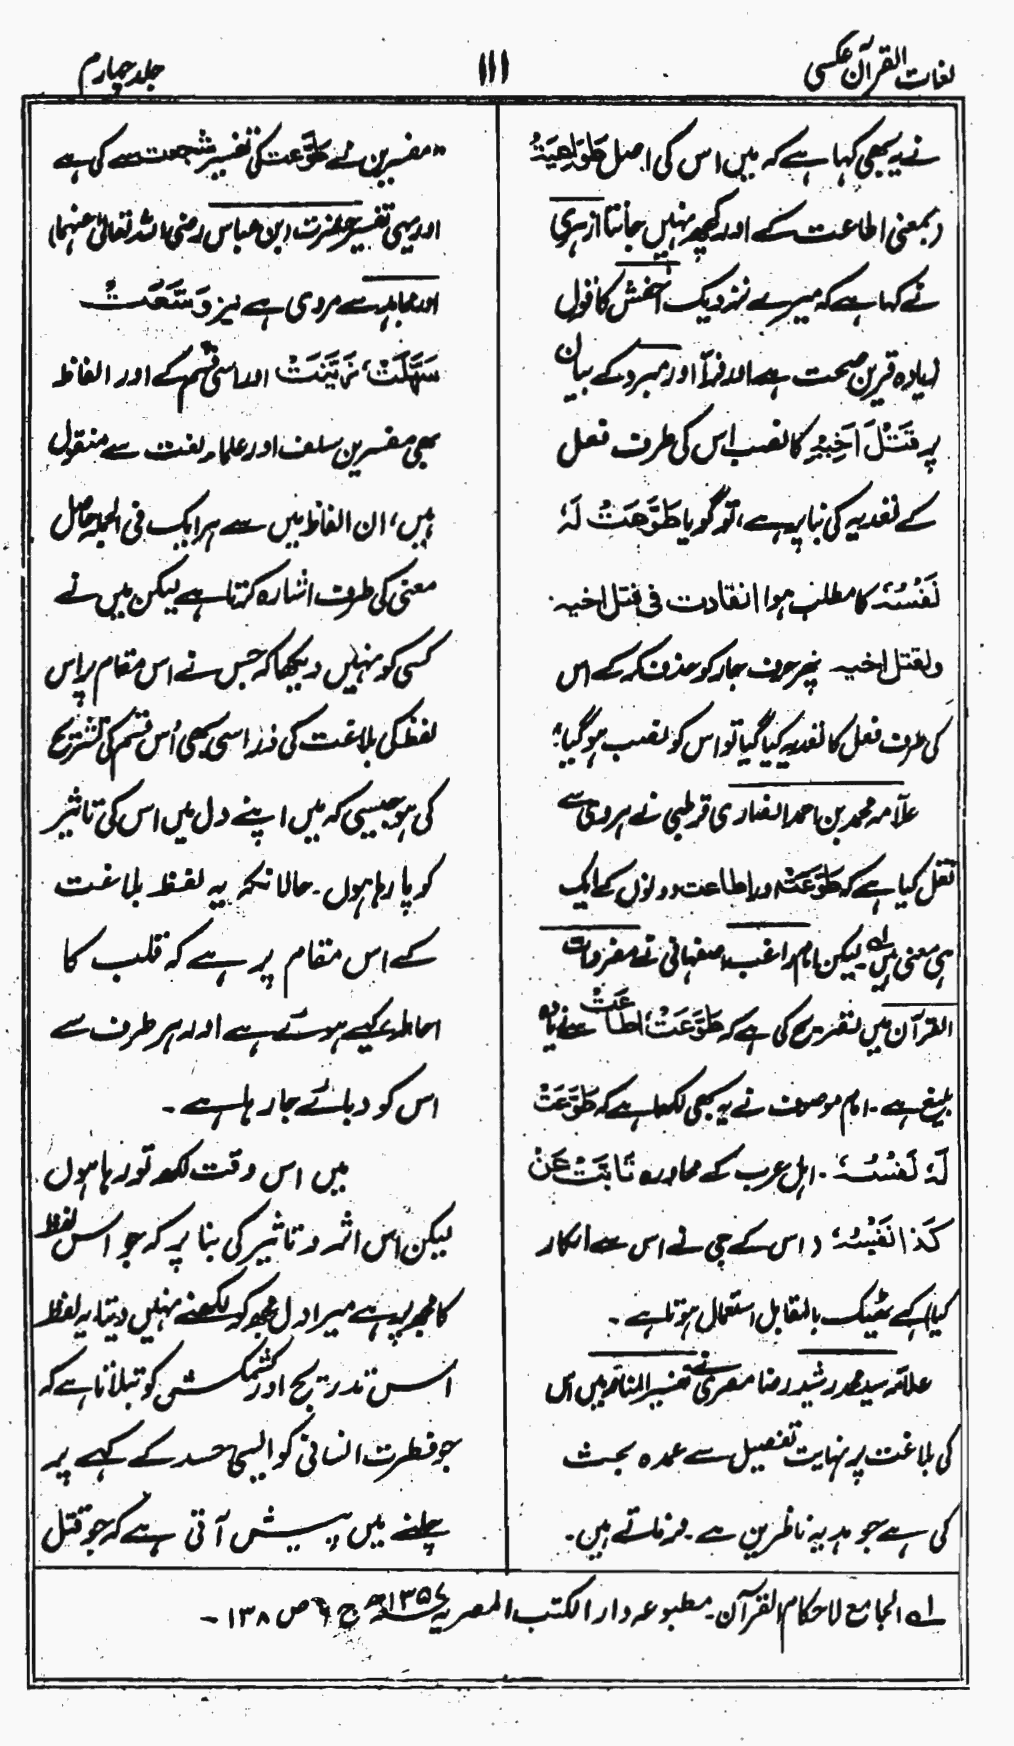 لغات القرآن عکسی
۱۱۱
جلد چہارم
نے یہ بھی کہا ہے کہ میں اس کی اصل طَوَاعِيَتْ
(بمعنی اطاعت) کے اور کچھ نہیں جانتا ازہری
نے کہا ہے کہ میرے نزدیک اخفش کا قول
زیادہ قرین صحت ہے اور فرّآ اور مبرد کے بیان
پر قَتْلَ اَخِيْهِ کا نصب اس کی طرف فعل
کے تعدیہ کی بنا پر ہے، تو گویا طَوَّعَتْ لَهٗ
نَفْسُهٗ کا مطلب ہوا انقادت فی قتل اخیہ
ولقتل اخیہ پھر حرف جار کو حذف کر کے اس
کی طرف فعل کا تعدیہ کیا گیا تو اس کو نصب ہو گیا؛
علّامہ محمد بن احمد انصاری قرطبی نے ہروی سے
نقل کیا ہے کہ طَوَّعَتْ اور اطاعت دونوں کے ایک
ہی معنی ہیں لہ لیکن امام راغب اصفہانی نے مفردات
القرآن میں تصریح کی ہے کہ طَوَّعَتْ، اطاعَتْ سے زیادہ
بلیغ ہے۔ امام موصوف نے یہ بھی لکھا ہے کہ طَوَّعَتْ
لَهٗ نَفْسُهٗ۔ اہل عرب کے محاورہ تَابَتْ عَنْ
كَذَا نَفْسُهٗ (اس کے جی نے اس سے انکار
کیا) کے ٹھیک بالمقابل استعمال ہوتا ہے۔
علامہ سید محمد رشید رضا مصری نے تفسیر المنار میں اس
کی بلاغت پر نہایت تفصیل سے عمدہ بحث
کی ہے جو ہدیہ ناظرین ہے۔ فرماتے ہیں۔
"مفسرین نے طَوَّعَت کی تفسیر شجعت سے کی ہے
اور یہی تفسیر حضرت ابن عباس (رضی اللہ تعالیٰ عنہما)
اور مجاہد سے مروی ہے نیز وَسَّعَتْ
سَهَّلَتْ، زَيَّنَتْ اور اسی قسم کے اور الفاظ
بھی مفسرین سلف اور علماء لغت سے منقول
ہیں، ان الفاظ میں سے ہر ایک فی الجملہ حاصل
معنی کی طرف اشارہ کرتا ہے لیکن میں نے
کسی کو نہیں دیکھا کہ جس نے اس مقام پر اس
لفظ کی بلاغت کی ذرا سی بھی اُس قسم کی تشریح
کی ہو جیسی کہ میں اپنے دل میں اس کی تاثیر
کو پا رہا ہوں۔ حالانکہ یہ لفظ بلاغت
کے اس مقام پر ہے کہ قلب کا
احاطہ کیے ہوئے ہے اور ہر طرف سے
اس کو دبائے جا رہا ہے۔
میں اس وقت لکھ تو رہا ہوں
لیکن اس اثر و تاثیر کی بنا پر کہ جو اس لفظ
کا مجھ پر ہے میرا دل مجھ کو لکھنے نہیں دیتا، یہ لفظ
اس تدریج اور کشمکش کو بتلاتا ہے کہ
جو فطرت انسانی کو ایسی حسد کے کہے پر
چلنے میں پیش آتی ہے کہ جو قتل
لہ الجامع لاحکام القرآن۔ مطبوعہ دار الکتب المصریہ ج ۶ ص ۱۳۸۔